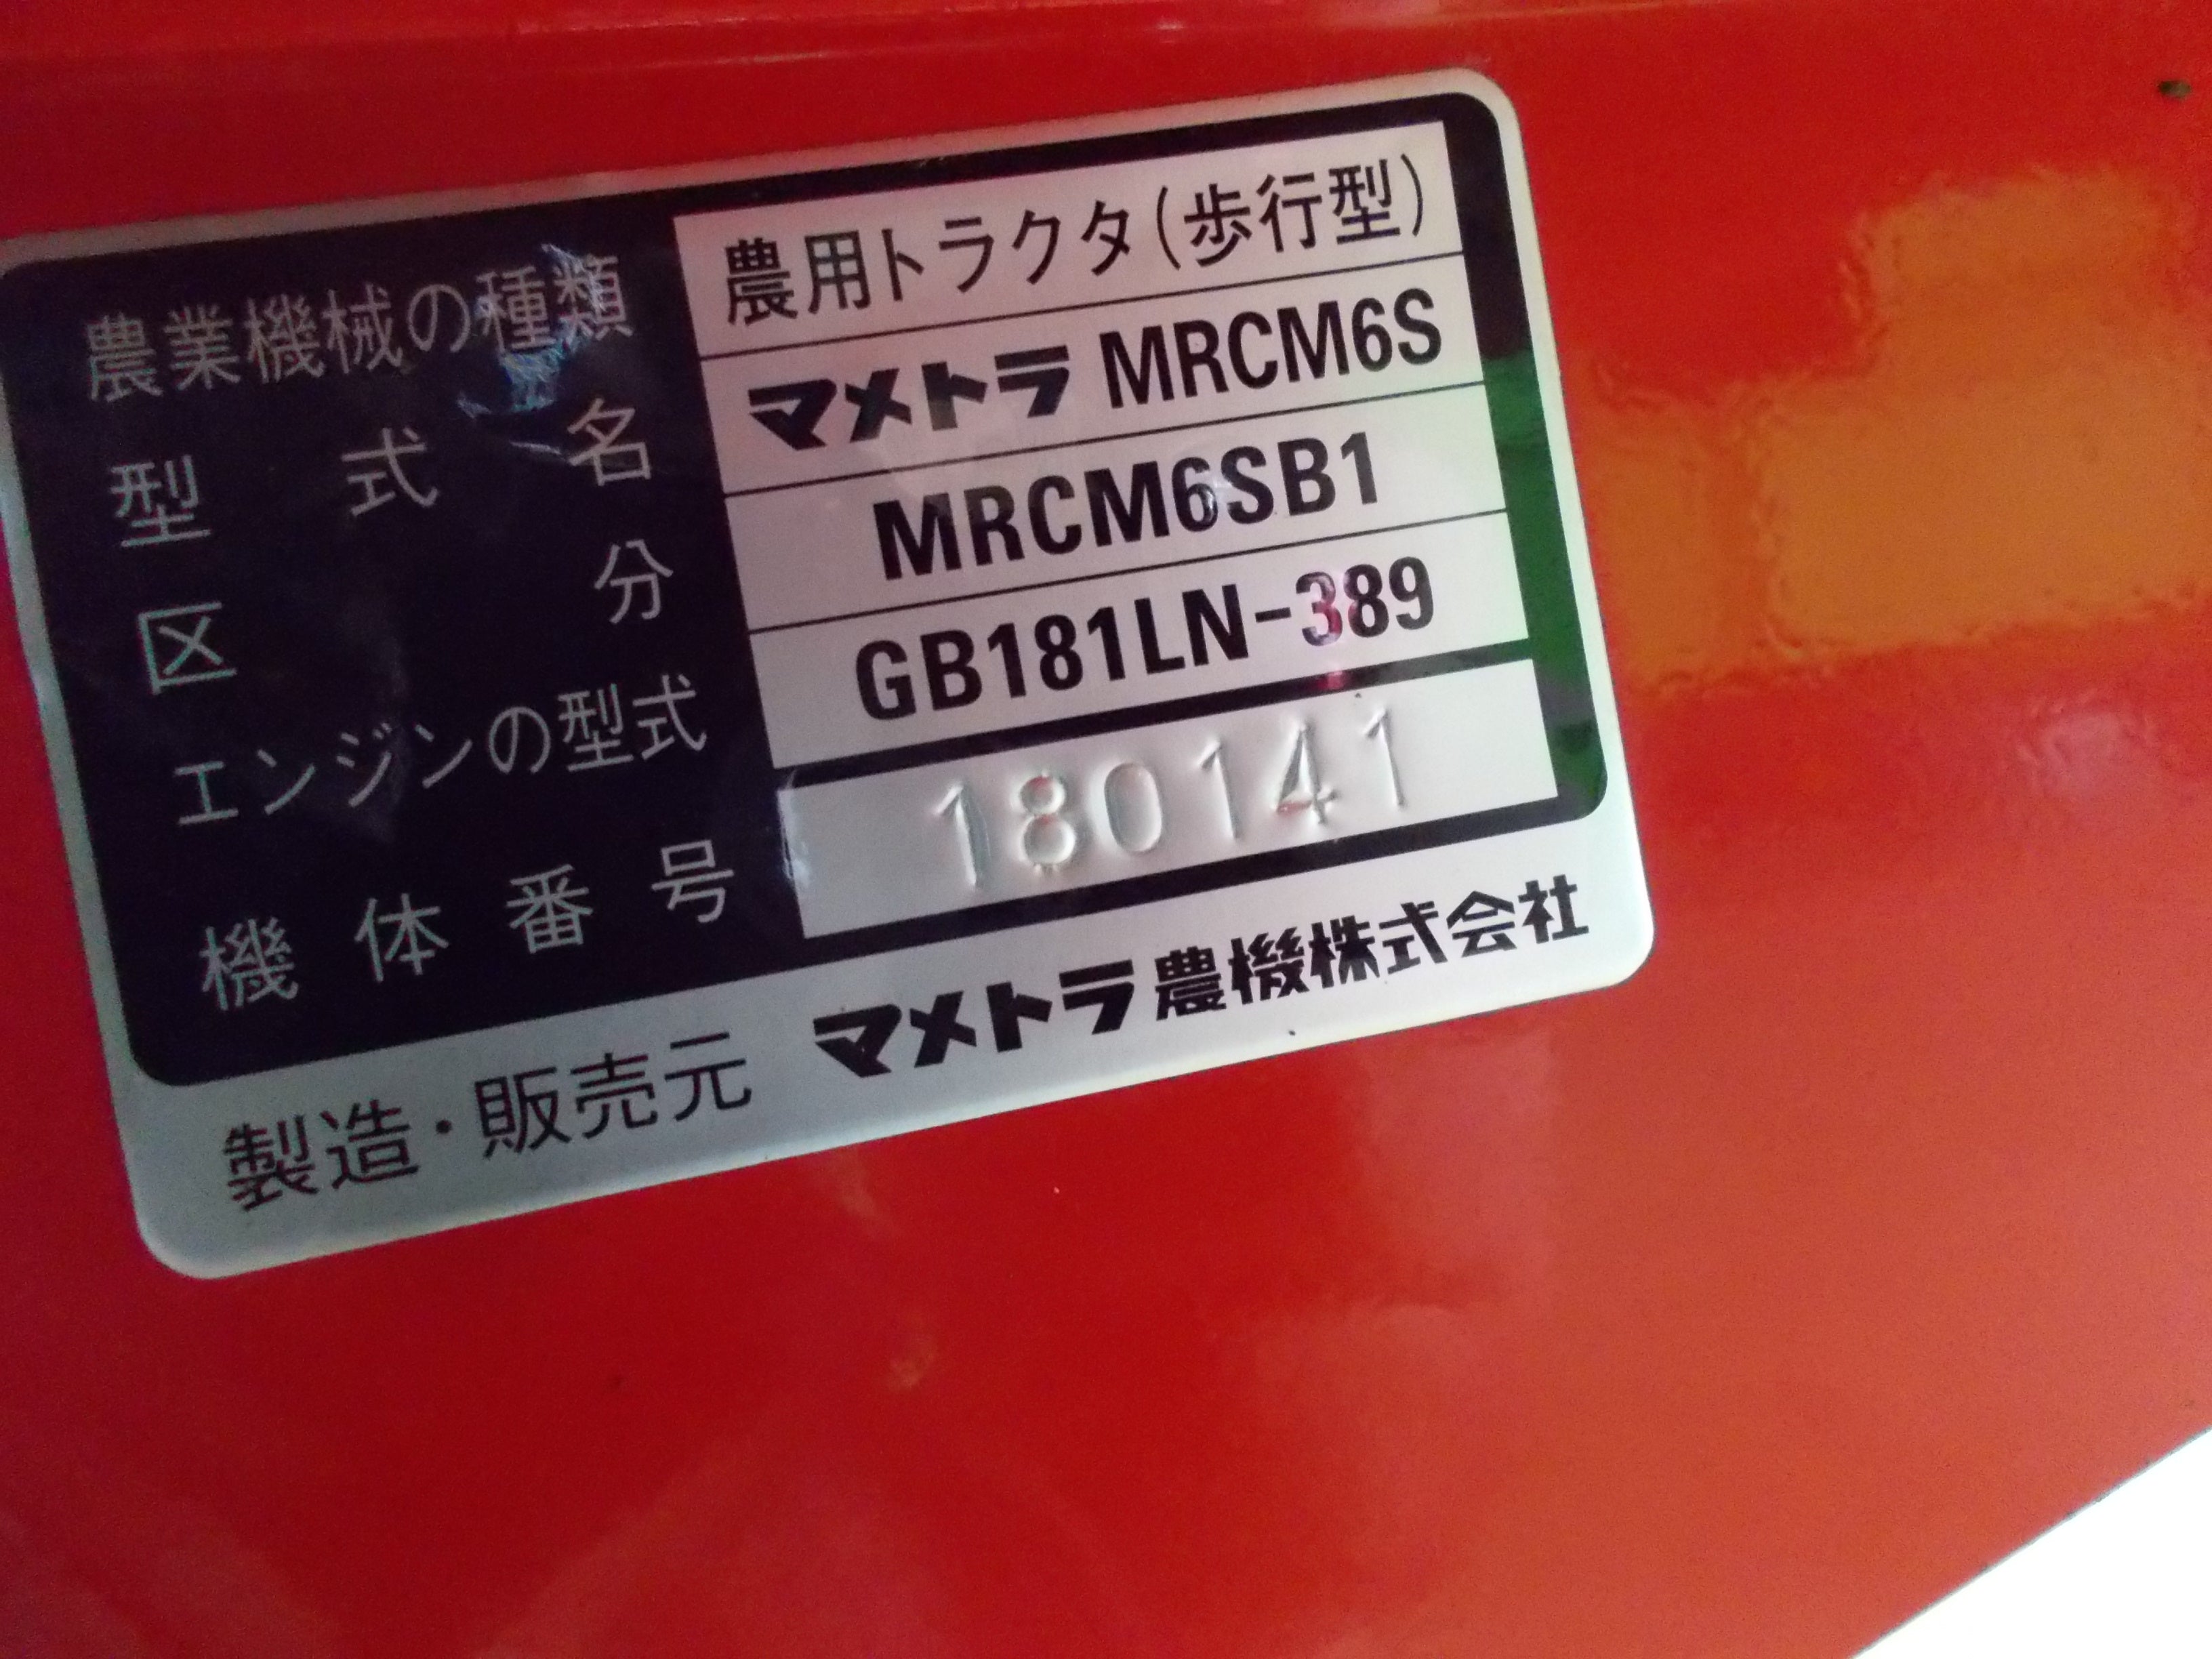 農業機械の種類 農用トラクタ(歩行型)
型式名 マメトラ MRCM6S
区分 MRCM6SB1
エンジンの型式 GB181LN-389
機体番号 180141
製造・販売元 マメトラ農機株式会社